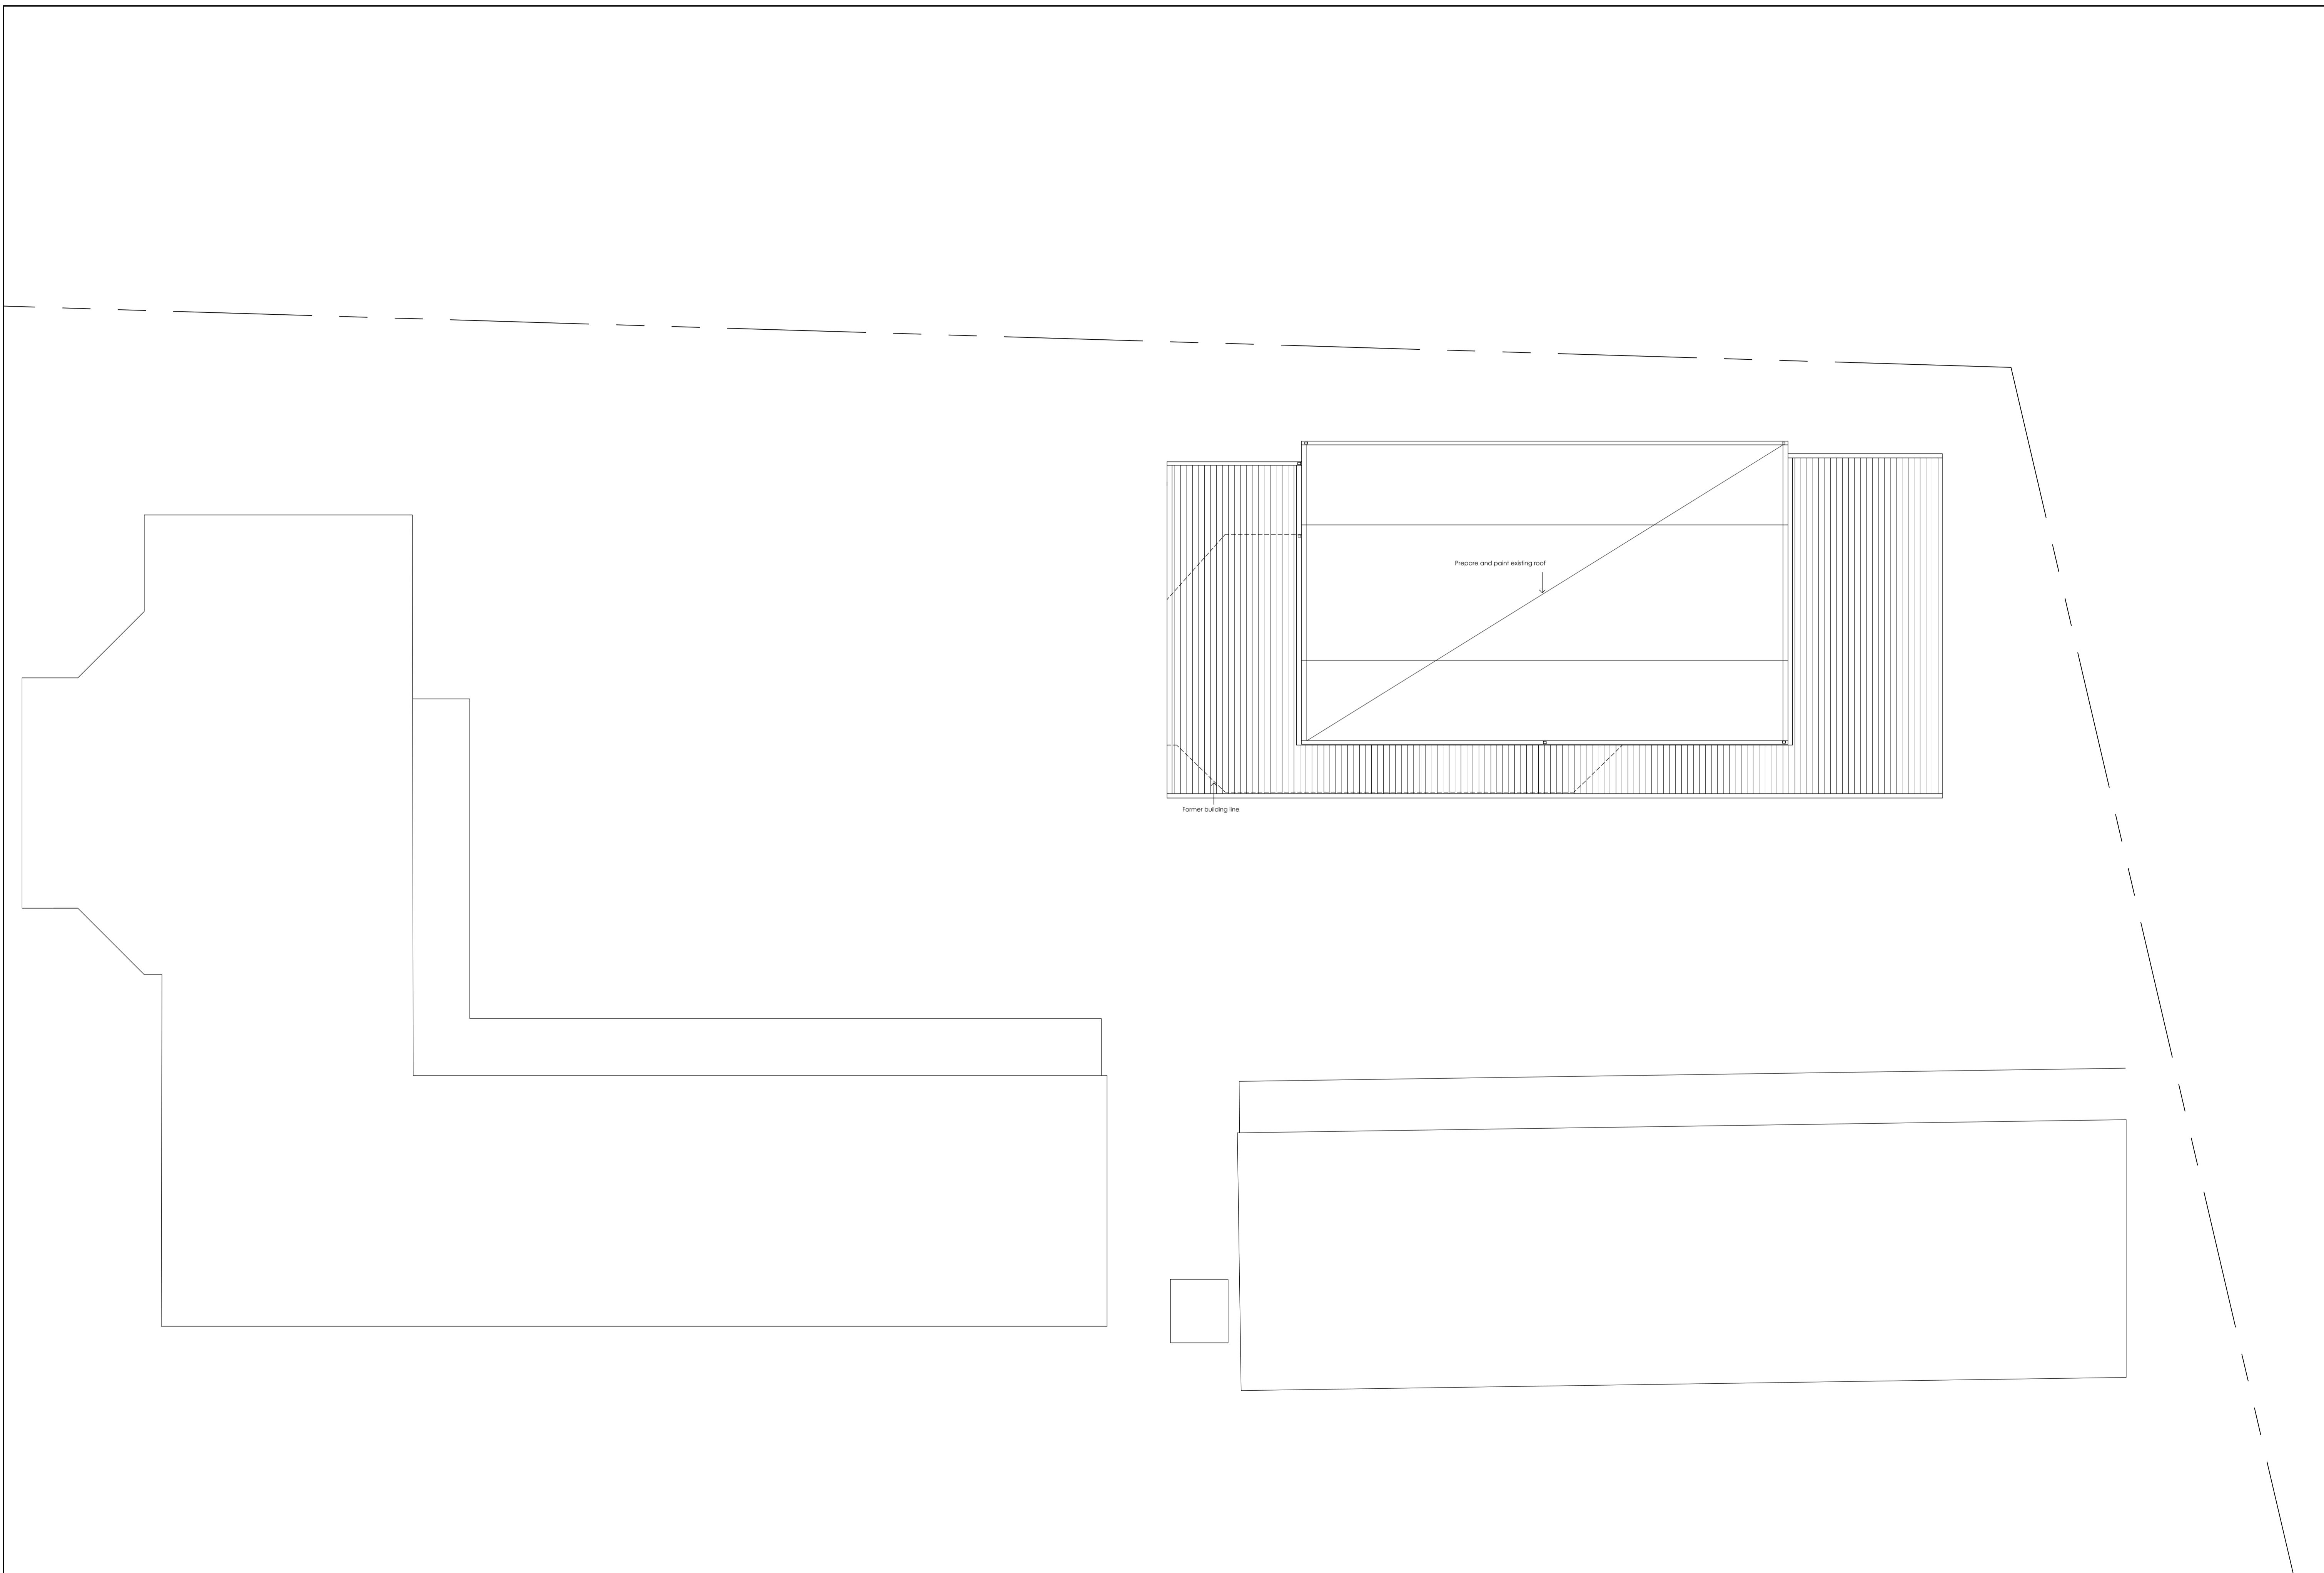 Prepare and paint existing roof
Former building line